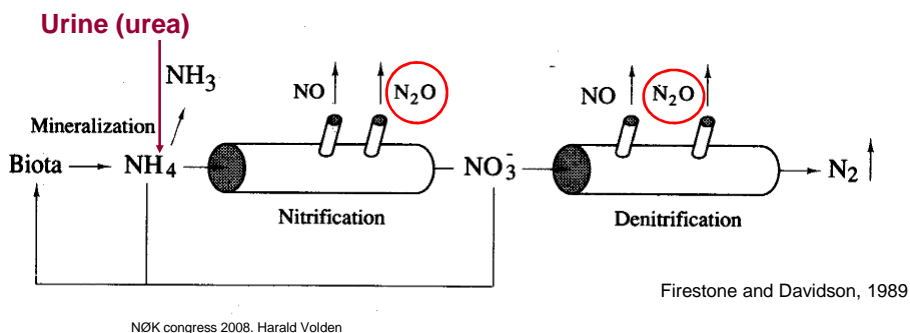 Urine (urea)
NH3
NO
N2O
NO
N2O
Mineralization
Biota
NH4
NO3-
N2
Nitrification
Denitrification
Firestone and Davidson, 1989
NØK congress 2008. Harald Volden